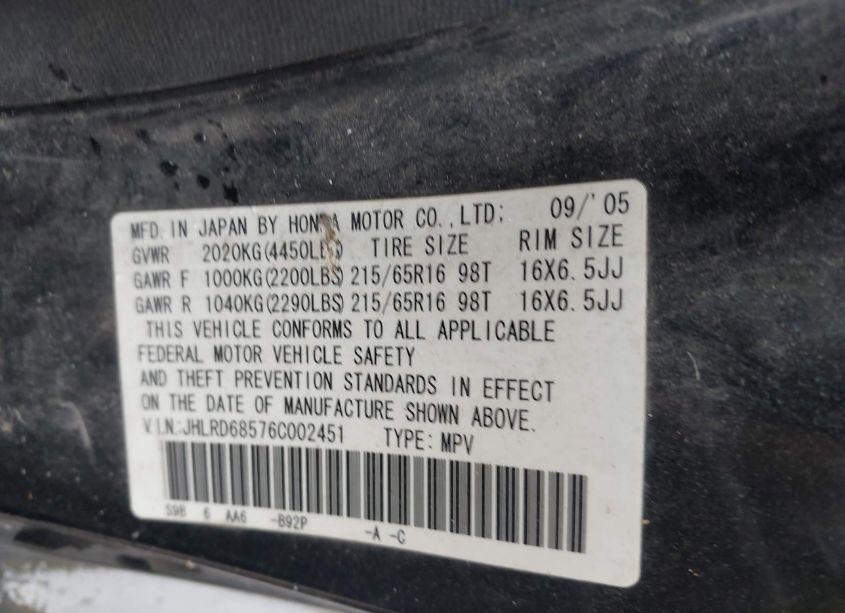 MFD. IN JAPAN BY HONDA MOTOR CO., LTD; 09/'05
GVWR 2020KG(4450LBS) TIRE SIZE RIM SIZE
GAWR F 1000KG(2200LBS) 215/65R16 98T 16X6.5JJ
GAWR R 1040KG(2290LBS) 215/65R16 98T 16X6.5JJ
THIS VEHICLE CONFORMS TO ALL APPLICABLE
FEDERAL MOTOR VEHICLE SAFETY
AND THEFT PREVENTION STANDARDS IN EFFECT
ON THE DATE OF MANUFACTURE SHOWN ABOVE.
V.I.N.:JHLRD68576C002451 TYPE: MPV
S9B 6 AA6 -B92P -A -C